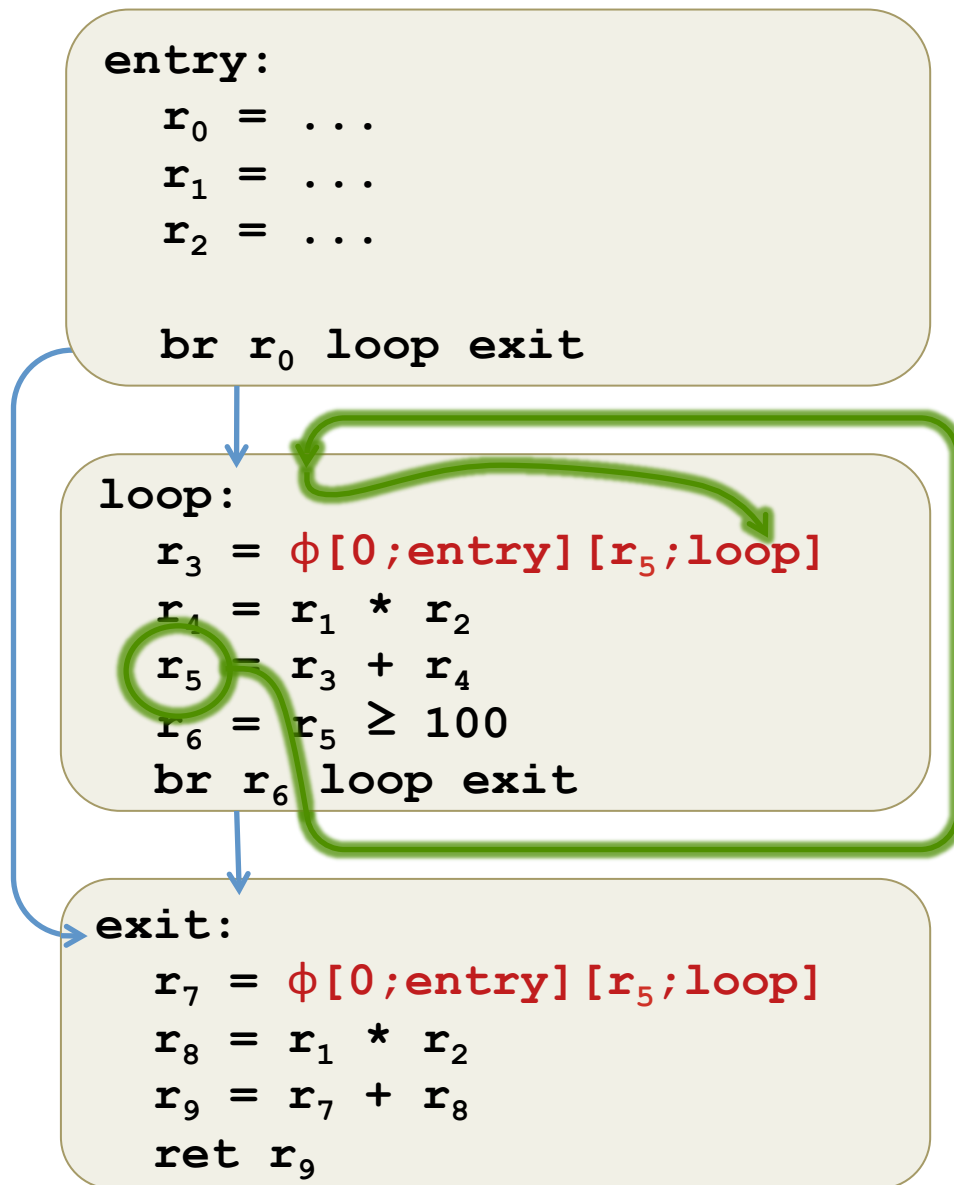 entry:
r₀ = ...
r₁ = ...
r₂ = ...
br r₀ loop exit
loop:
r₃ = ϕ[0;entry][r₅;loop]
r₄ = r₁ * r₂
r₅ = r₃ + r₄
r₆ = r₅ ≥ 100
br r₆ loop exit
exit:
r₇ = ϕ[0;entry][r₅;loop]
r₈ = r₁ * r₂
r₉ = r₇ + r₈
ret r₉